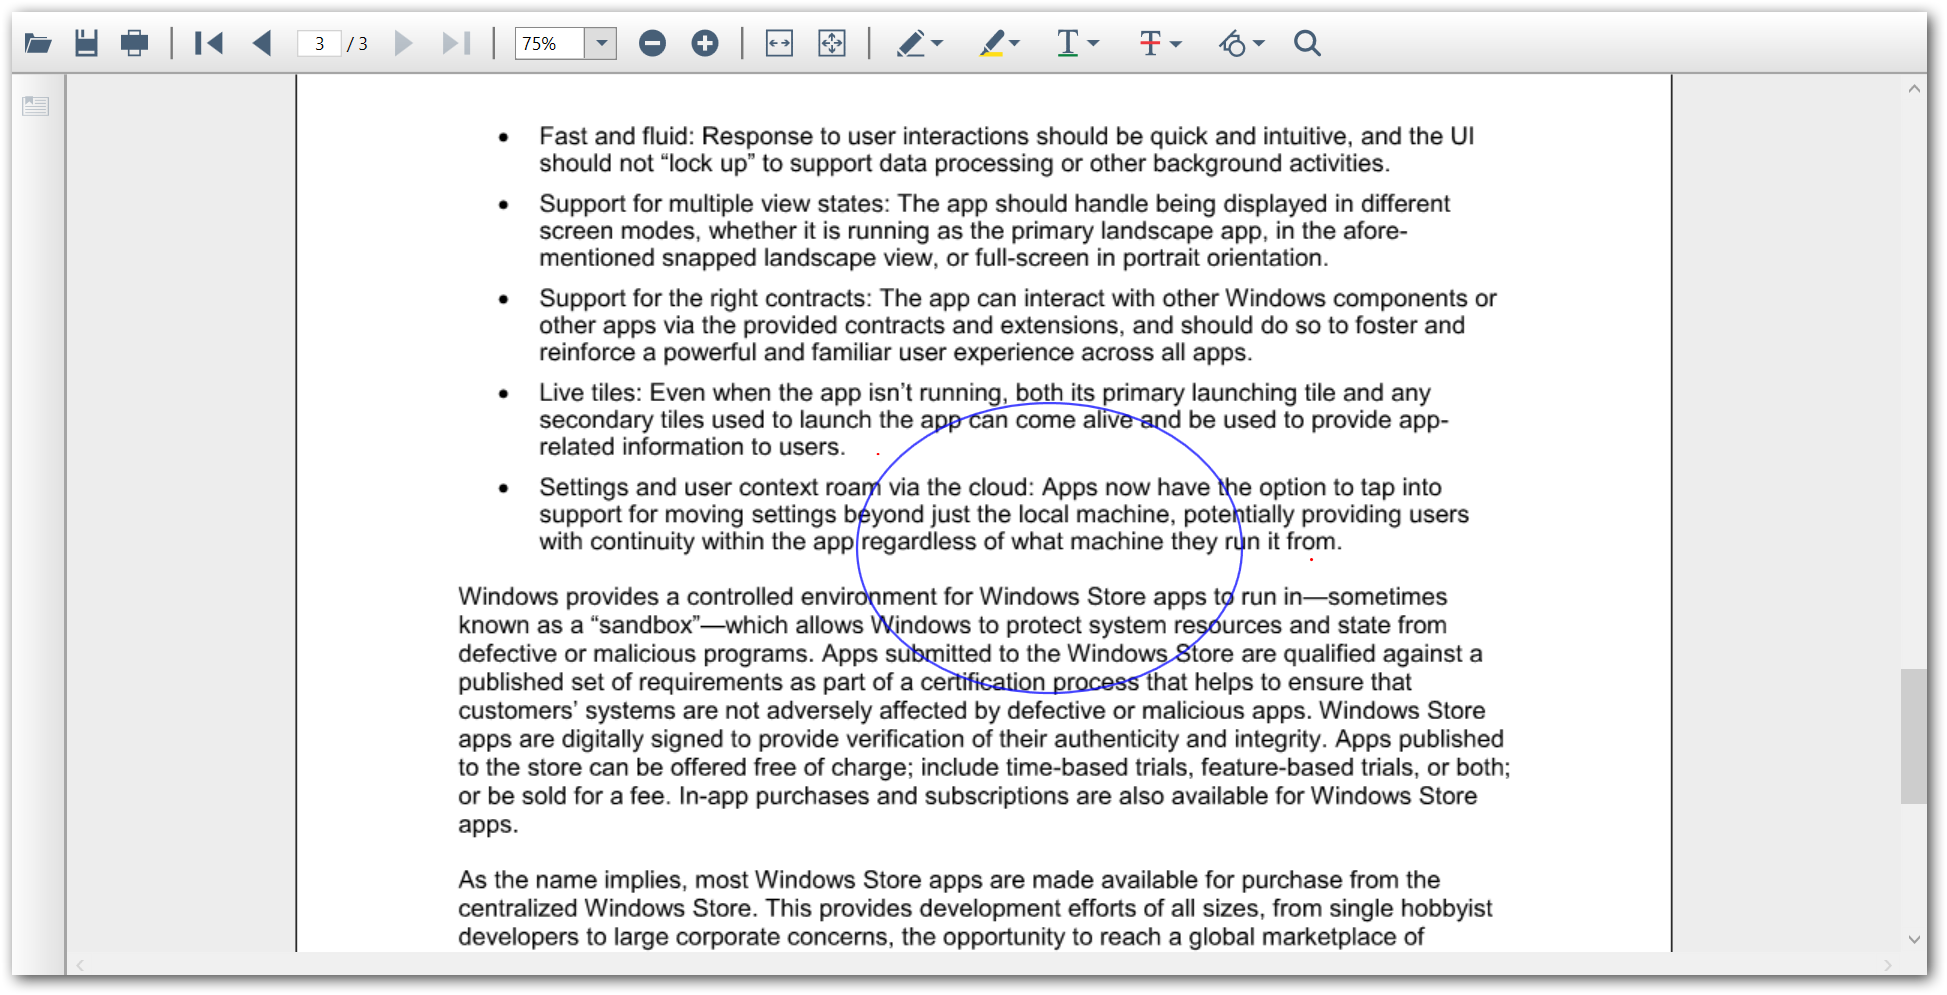 3 / 3
75%
• Fast and fluid: Response to user interactions should be quick and intuitive, and the UI
should not “lock up” to support data processing or other background activities.
• Support for multiple view states: The app should handle being displayed in different
screen modes, whether it is running as the primary landscape app, in the afore-
mentioned snapped landscape view, or full-screen in portrait orientation.
• Support for the right contracts: The app can interact with other Windows components or
other apps via the provided contracts and extensions, and should do so to foster and
reinforce a powerful and familiar user experience across all apps.
• Live tiles: Even when the app isn’t running, both its primary launching tile and any
secondary tiles used to launch the app can come alive and be used to provide app-
related information to users.
• Settings and user context roam via the cloud: Apps now have the option to tap into
support for moving settings beyond just the local machine, potentially providing users
with continuity within the app regardless of what machine they run it from.
Windows provides a controlled environment for Windows Store apps to run in—sometimes
known as a “sandbox”—which allows Windows to protect system resources and state from
defective or malicious programs. Apps submitted to the Windows Store are qualified against a
published set of requirements as part of a certification process that helps to ensure that
customers’ systems are not adversely affected by defective or malicious apps. Windows Store
apps are digitally signed to provide verification of their authenticity and integrity. Apps published
to the store can be offered free of charge; include time-based trials, feature-based trials, or both;
or be sold for a fee. In-app purchases and subscriptions are also available for Windows Store
apps.
As the name implies, most Windows Store apps are made available for purchase from the
centralized Windows Store. This provides development efforts of all sizes, from single hobbyist
developers to large corporate concerns, the opportunity to reach a global marketplace of